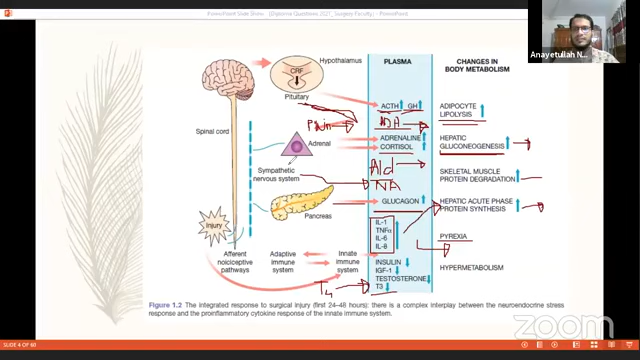 PowerPoint Slide Show - [Diploma Questions 2021_Surgery Faculty] - PowerPoint
Anayetullah N...
Hypothalamus
CRF
Pituitary
PLASMA
CHANGES IN
BODY METABOLISM
ACTH GH
ADH
ADRENALINE
CORTISOL
Ald
NA
GLUCAGON
IL-1
TNFα
IL-6
IL-8
INSULIN
IGF-1
TESTOSTERONE
T3
T4
ADIPOCYTE
LIPOLYSIS
HEPATIC
GLUCONEOGENESIS
SKELETAL MUSCLE
PROTEIN DEGRADATION
HEPATIC ACUTE PHASE
PROTEIN SYNTHESIS
PYREXIA
HYPERMETABOLISM
Spinal cord
Adrenal
Sympathetic
nervous system
Pancreas
Injury
Afferent
nociceptive
pathways
Adaptive
immune
system
Innate
immune
system
Figure 1.2 The integrated response to surgical injury (first 24–48 hours): there is a complex interplay between the neuroendocrine stress
response and the proinflammatory cytokine response of the innate immune system.
zoom
SLIDE 4 OF 60